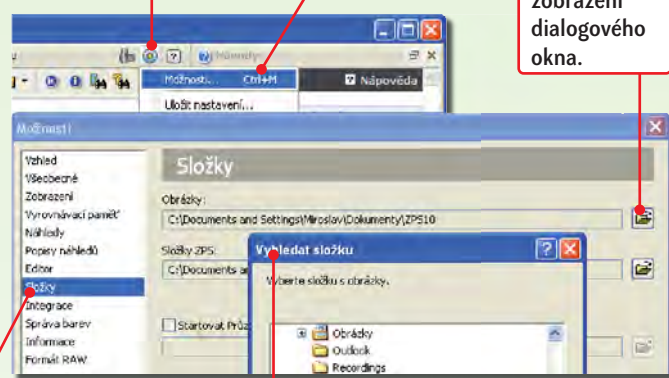 zobrazení
dialogového
okna.
Možnosti... Ctrl+M
Nápověda
Uložit nastavení...
Možnosti
Vzhled
Všeobecné
Zobrazení
Vyrovnávací paměť
Náhledy
Popisy náhledů
Editor
Složky
Integrace
Správa barev
Informace
Formát RAW
Složky
Obrázky:
C:\Documents and Settings\Miroslav\Dokumenty\ZPS10
Složky ZPS:
C:\Documents a
Startovat Průz
Vyhledat složku
Vyberte složku s obrázky.
Obrázky
Outlook
Recordings